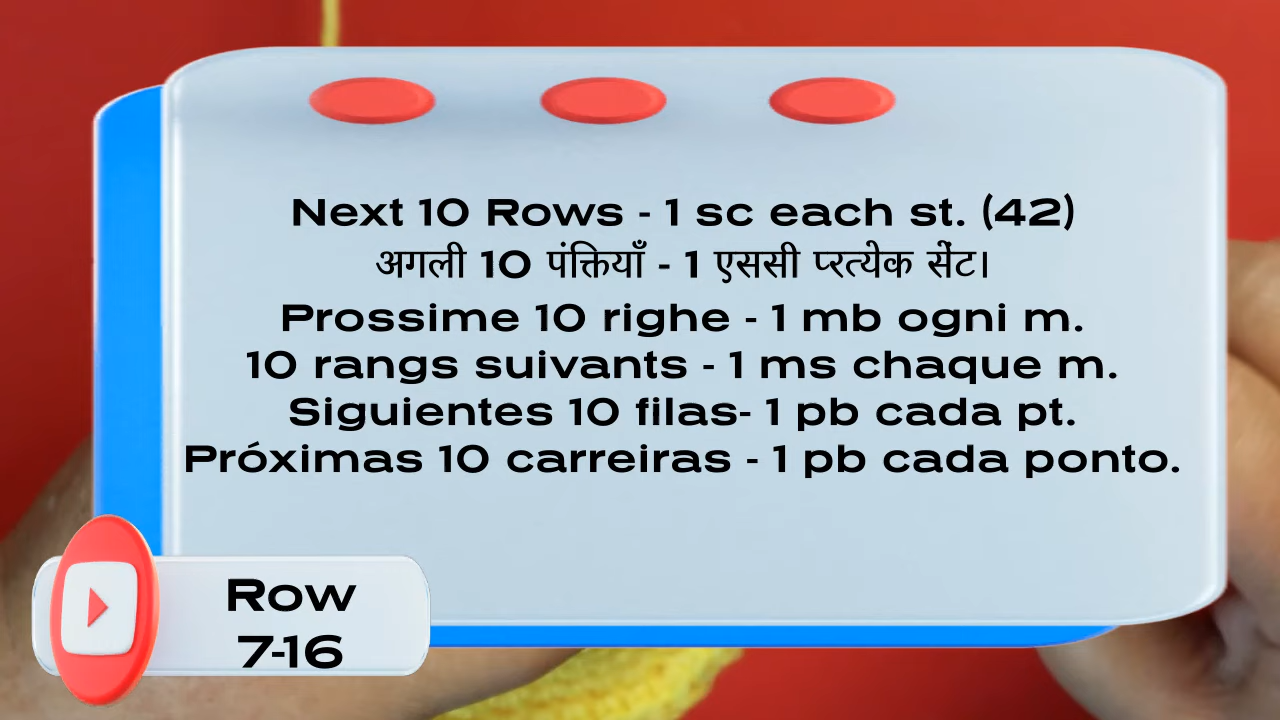 Next 10 Rows - 1 sc each st. (42)
अगली 10 पंक्तियाँ - 1 एससी प्रत्येक सेंट।
Prossime 10 righe - 1 mb ogni m.
10 rangs suivants - 1 ms chaque m.
Siguientes 10 filas- 1 pb cada pt.
Próximas 10 carreiras - 1 pb cada ponto.
Row
7-16